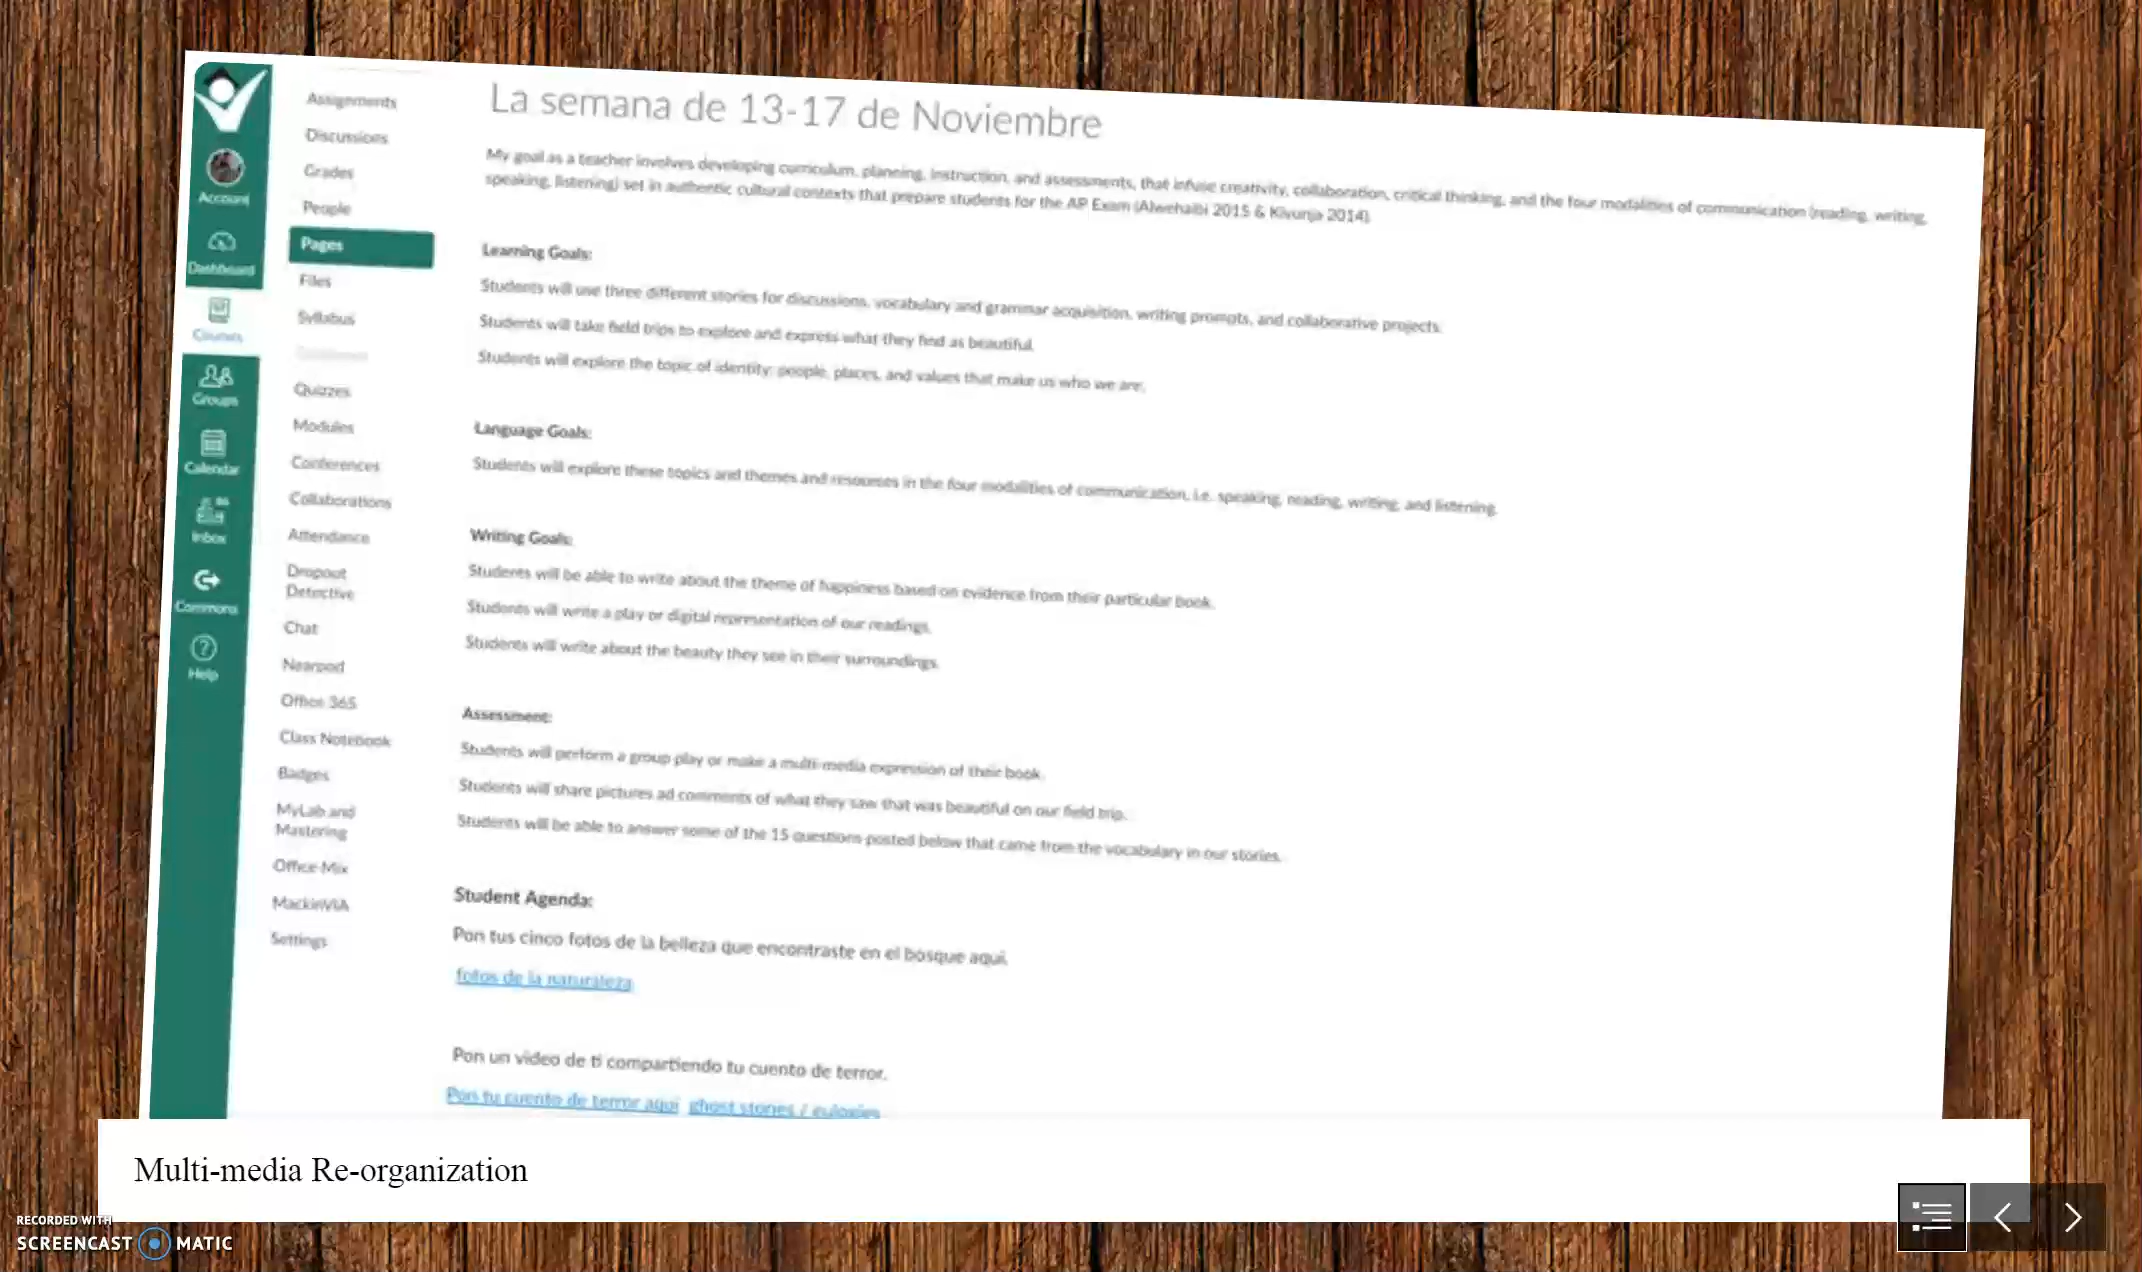 Account
Dashboard
Courses
Groups
Calendar
Inbox
Commons
Help
Assignments
Discussions
Grades
People
Pages
Files
Syllabus
Quizzes
Modules
Conferences
Collaborations
Attendance
Dropout
Detective
Chat
Nearpod
Office 365
Class Notebook
Badges
MyLab and
Mastering
Office Mix
MackinVIA
Settings
La semana de 13-17 de Noviembre
My goal as a teacher involves developing curriculum, planning, instruction, and assessments, that infuse creativity, collaboration, critical thinking, and the four modalities of communication (reading, writing,
speaking, listening) set in authentic cultural contexts that prepare students for the AP Exam (Alwehaibi 2015 & Kivunja 2014).
Learning Goals:
Students will use three different stories for discussions, vocabulary and grammar acquisition, writing prompts, and collaborative projects.
Students will take field trips to explore and express what they find as beautiful.
Students will explore the topic of identity: people, places, and values that make us who we are.
Language Goals:
Students will explore these topics and themes and resources in the four modalities of communication, i.e. speaking, reading, writing, and listening.
Writing Goals:
Students will be able to write about the theme of happiness based on evidence from their particular book.
Students will write a play or digital representation of our readings.
Students will write about the beauty they see in their surroundings.
Assessment:
Students will perform a group play or make a multi-media expression of their book.
Students will share pictures ad comments of what they saw that was beautiful on our field trip.
Students will be able to answer some of the 15 questions posted below that came from the vocabulary in our stories.
Student Agenda:
Pon tus cinco fotos de la belleza que encontraste en el bosque aqui.
fotos de la naturaleza
Pon un video de ti compartiendo tu cuento de terror.
Pon tu cuento de terror aqui ghost stories / eulogies
Multi-media Re-organization
RECORDED WITH
SCREENCAST MATIC